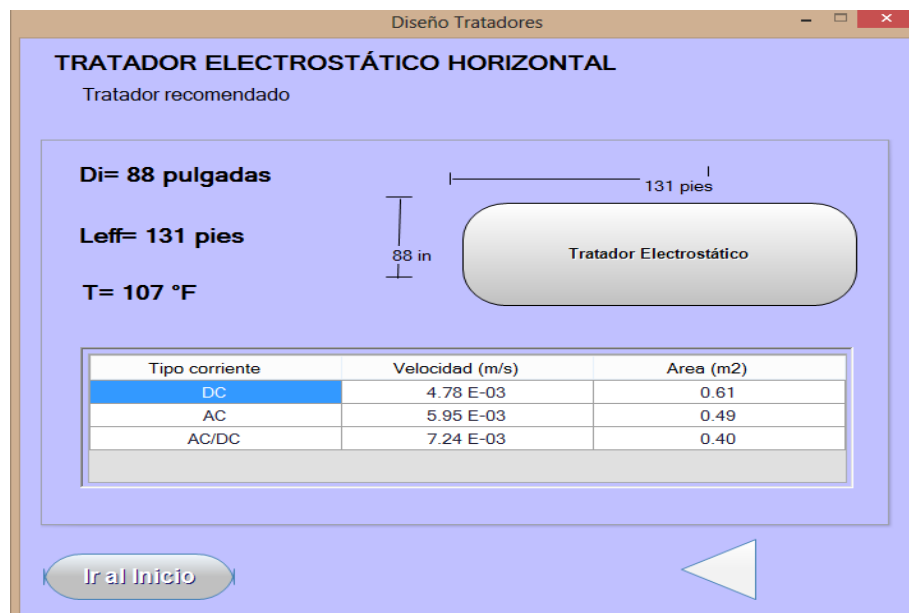 Diseño Tratadores
TRATADOR ELECTROSTÁTICO HORIZONTAL
Tratador recomendado
Di= 88 pulgadas
131 pies
Leff= 131 pies
88 in
Tratador Electrostático
T= 107 °F
Tipo corriente Velocidad (m/s) Area (m2)
DC 4.78 E-03 0.61
AC 5.95 E-03 0.49
AC/DC 7.24 E-03 0.40
Ir al Inicio